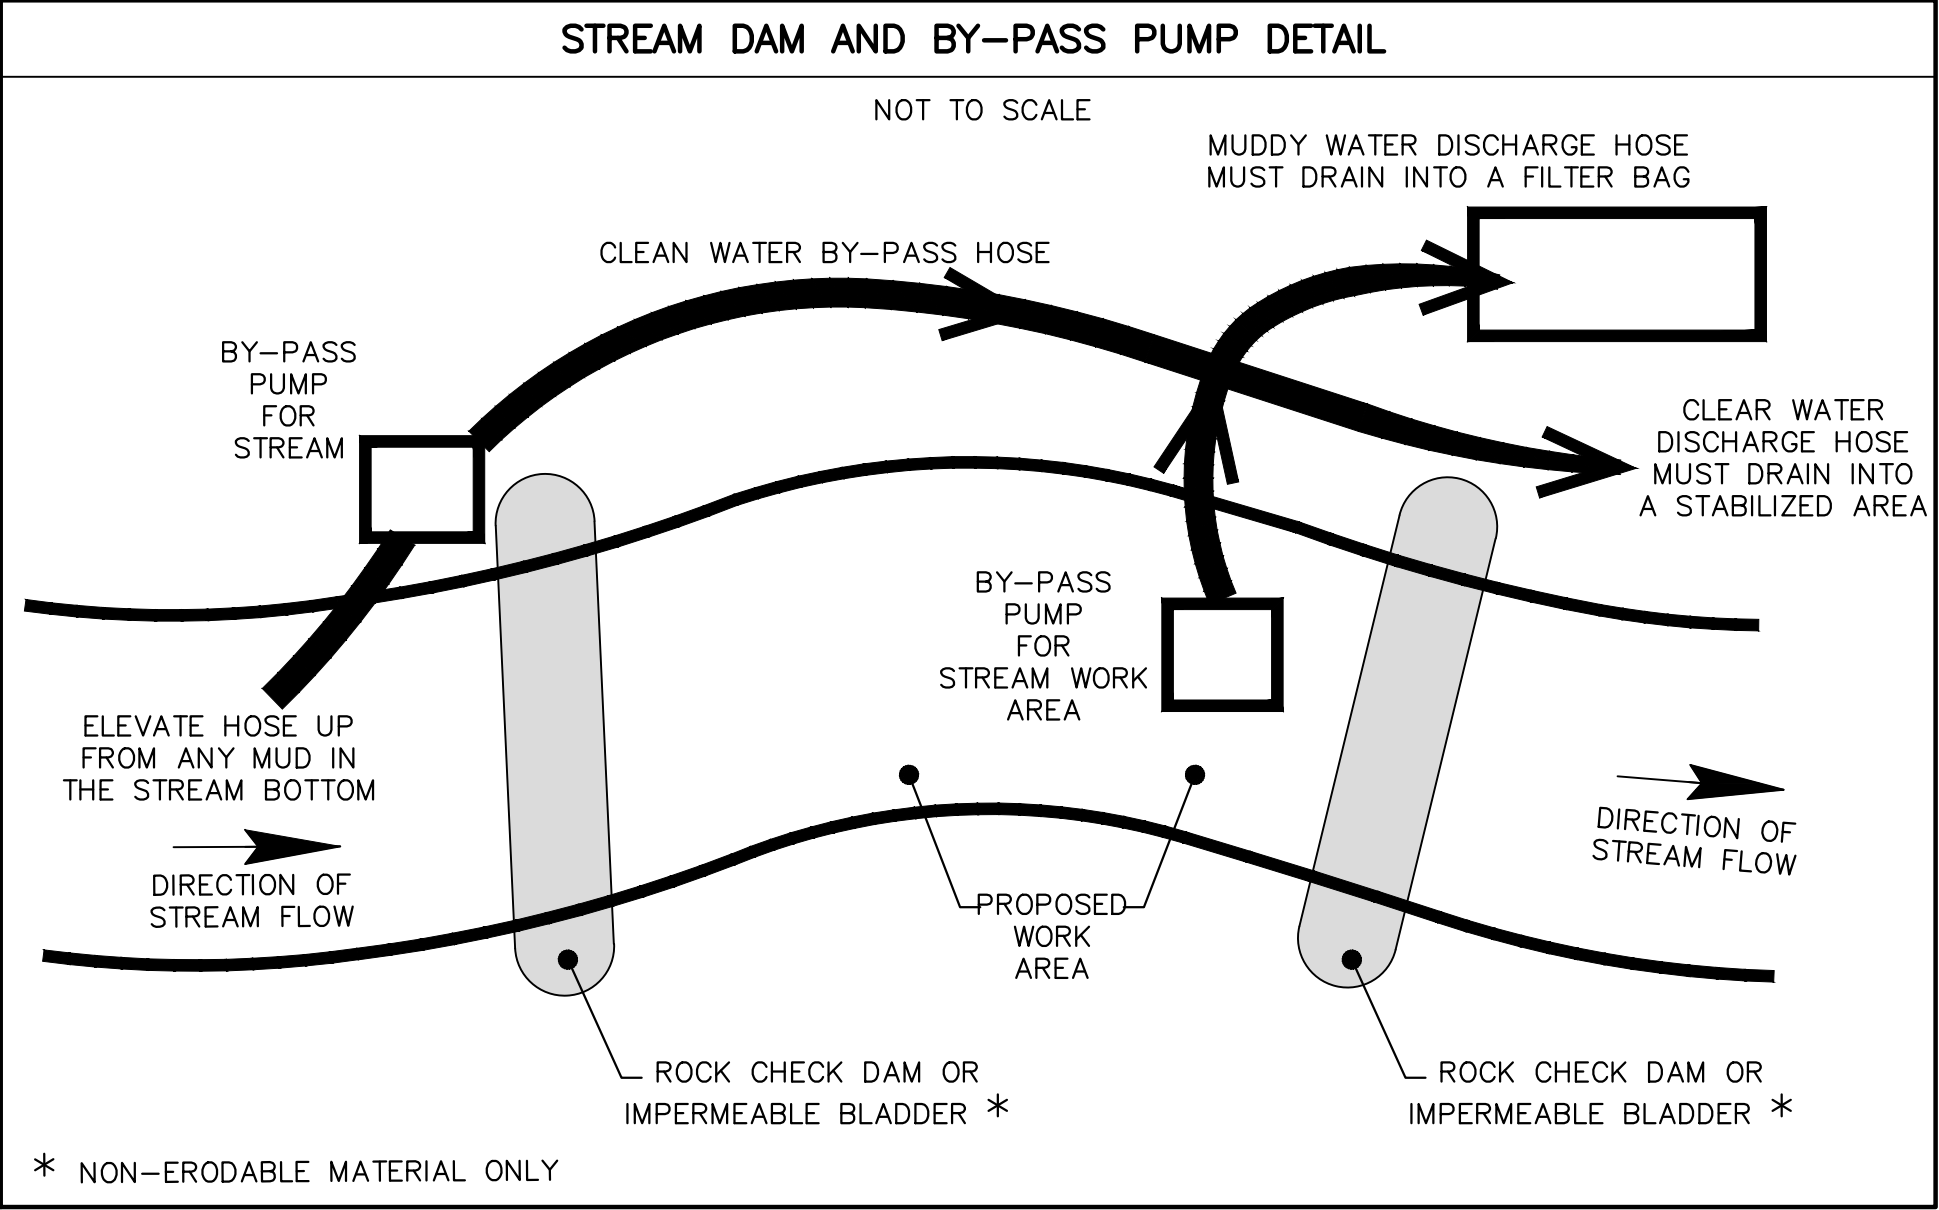 STREAM DAM AND BY-PASS PUMP DETAIL
NOT TO SCALE
MUDDY WATER DISCHARGE HOSE
MUST DRAIN INTO A FILTER BAG
CLEAN WATER BY-PASS HOSE
BY-PASS
PUMP
FOR
STREAM
CLEAR WATER
DISCHARGE HOSE
MUST DRAIN INTO
A STABILIZED AREA
BY-PASS
PUMP
FOR
STREAM WORK
AREA
ELEVATE HOSE UP
FROM ANY MUD IN
THE STREAM BOTTOM
DIRECTION OF
STREAM FLOW
DIRECTION OF
STREAM FLOW
PROPOSED
WORK
AREA
ROCK CHECK DAM OR
IMPERMEABLE BLADDER *
ROCK CHECK DAM OR
IMPERMEABLE BLADDER *
* NON-ERODABLE MATERIAL ONLY